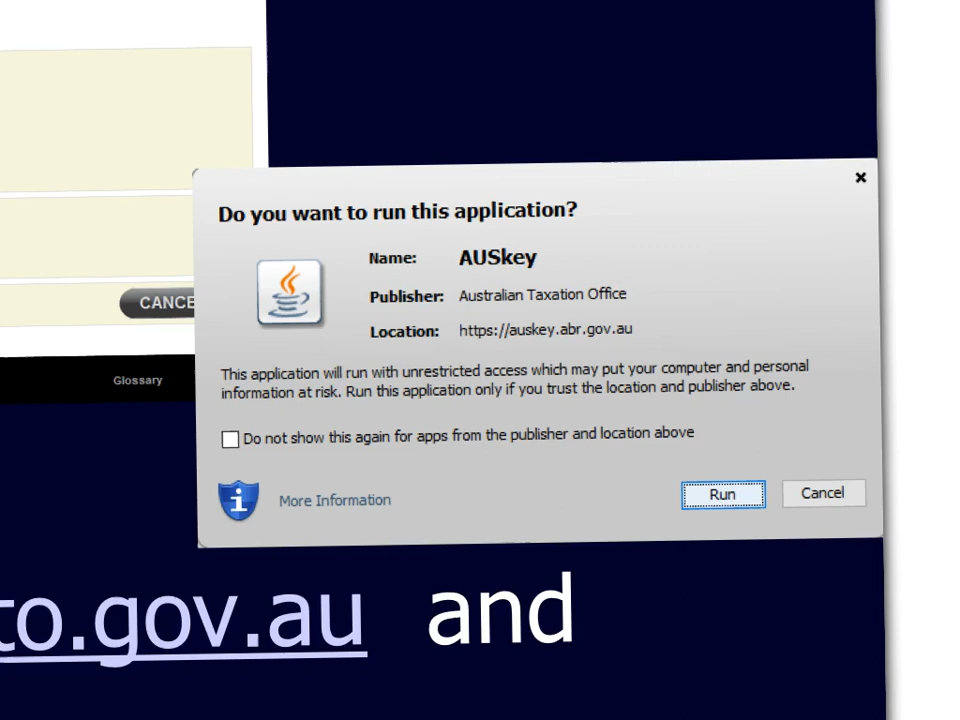 Do you want to run this application?
Name: AUSkey
Publisher: Australian Taxation Office
Location: https://auskey.abr.gov.au
CANCE
Glossary
This application will run with unrestricted access which may put your computer and personal
information at risk. Run this application only if you trust the location and publisher above.
Do not show this again for apps from the publisher and location above
More Information
Run
Cancel
to.gov.au and